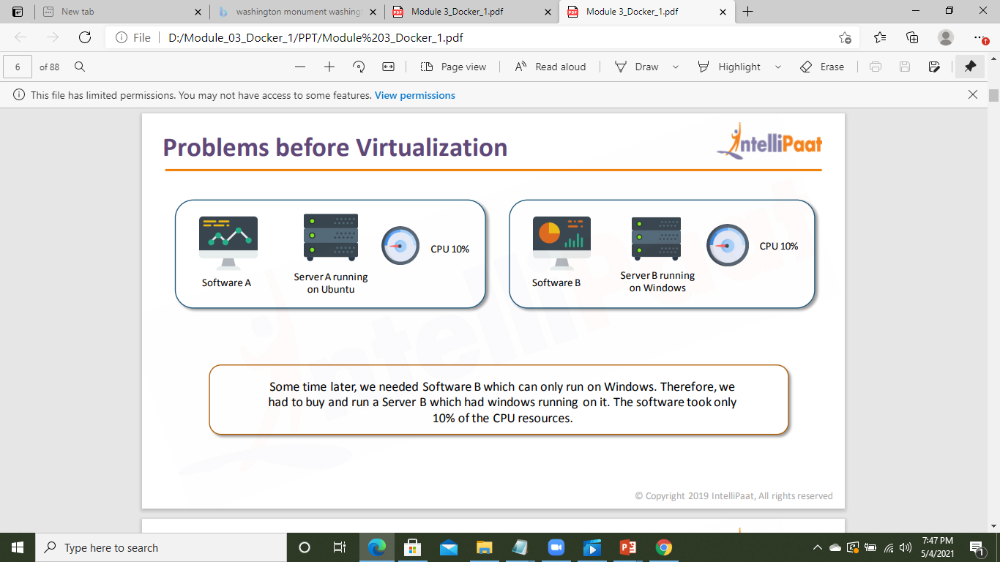 New tab
washington monument washing
Module 3_Docker_1.pdf
Module 3_Docker_1.pdf
File
D:/Module_03_Docker_1/PPT/Module%203_Docker_1.pdf
6
of 88
Page view
Read aloud
Draw
Highlight
Erase
This file has limited permissions. You may not have access to some features. View permissions
Problems before Virtualization
IntelliPaat
CPU 10%
Software A
Server A running
on Ubuntu
CPU 10%
Software B
Server B running
on Windows
Some time later, we needed Software B which can only run on Windows. Therefore, we
had to buy and run a Server B which had windows running on it. The software took only
10% of the CPU resources.
© Copyright 2019 IntelliPaat, All rights reserved
Type here to search
7:47 PM
5/4/2021
1